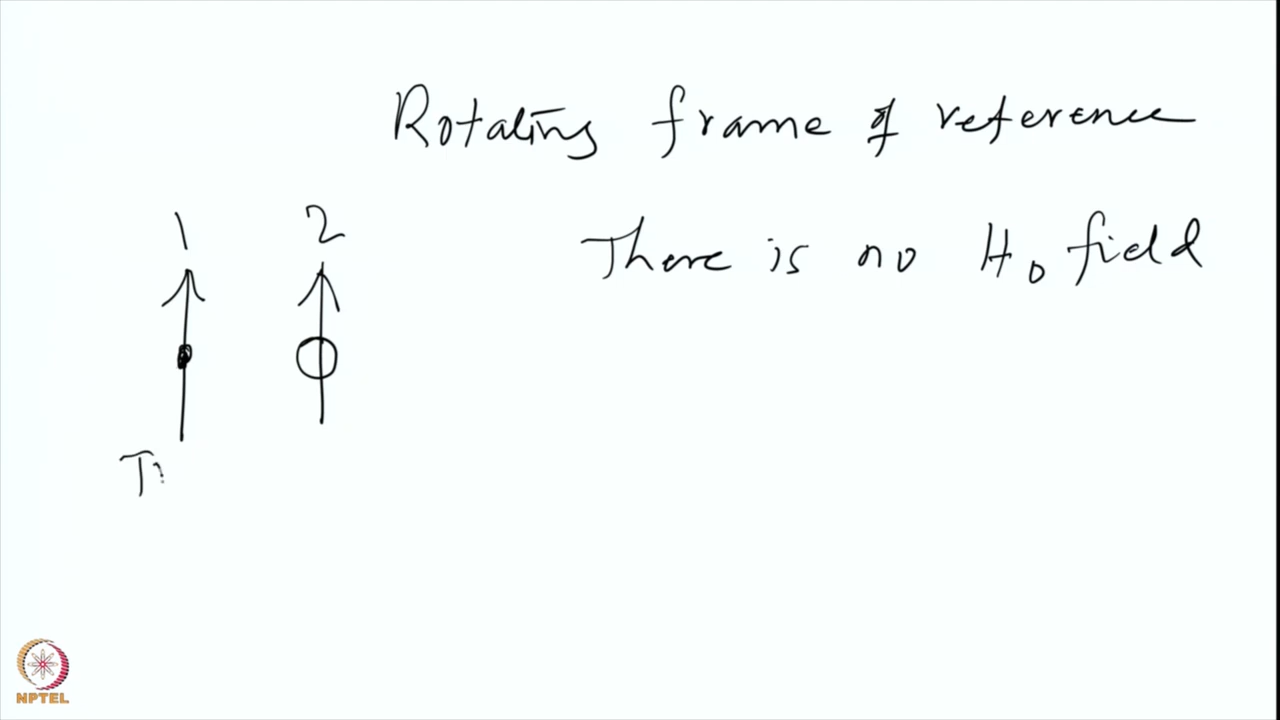 Rotating frame of reference
There is no H₀ field
1 2
T
NPTEL